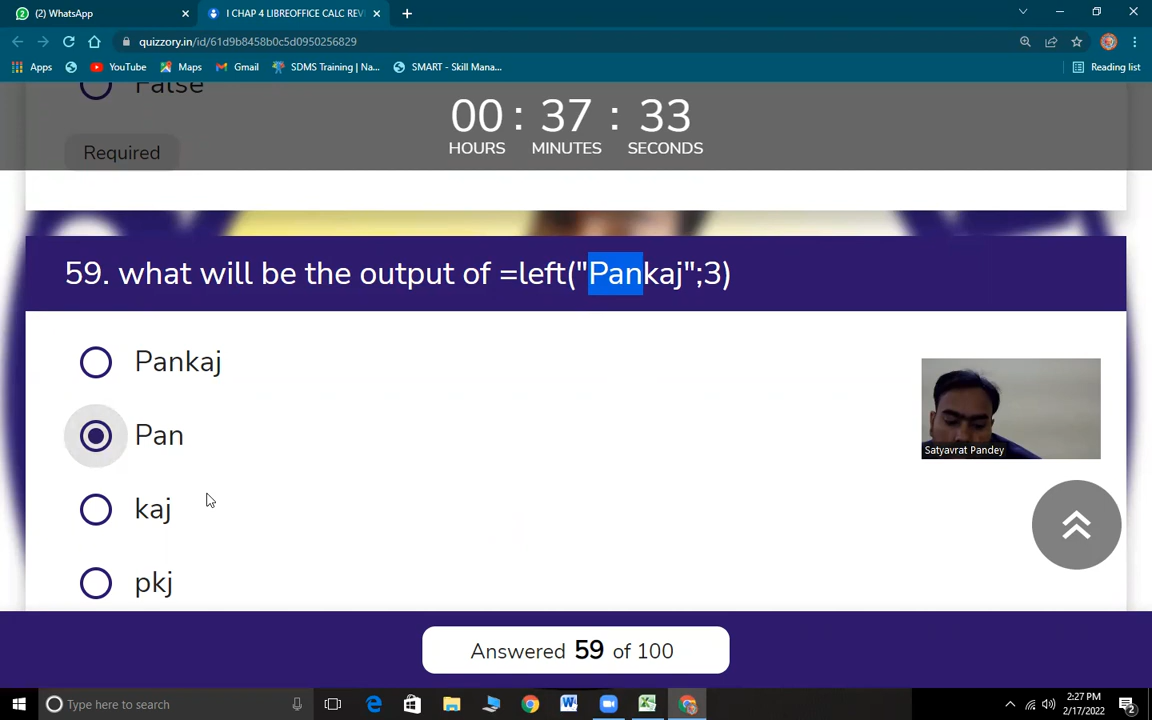 (2) WhatsApp
I CHAP 4 LIBREOFFICE CALC REV
quizzory.in/id/61d9b8458b0c5d0950256829
Apps
YouTube
Maps
Gmail
SDMS Training | Na...
SMART - Skill Mana...
Reading list
False
00 : 37 : 33
HOURS MINUTES SECONDS
Required
59. what will be the output of =left("Pankaj";3)
Pankaj
Pan
kaj
pkj
Satyavrat Pandey
Answered 59 of 100
Type here to search
2:27 PM
2/17/2022
2